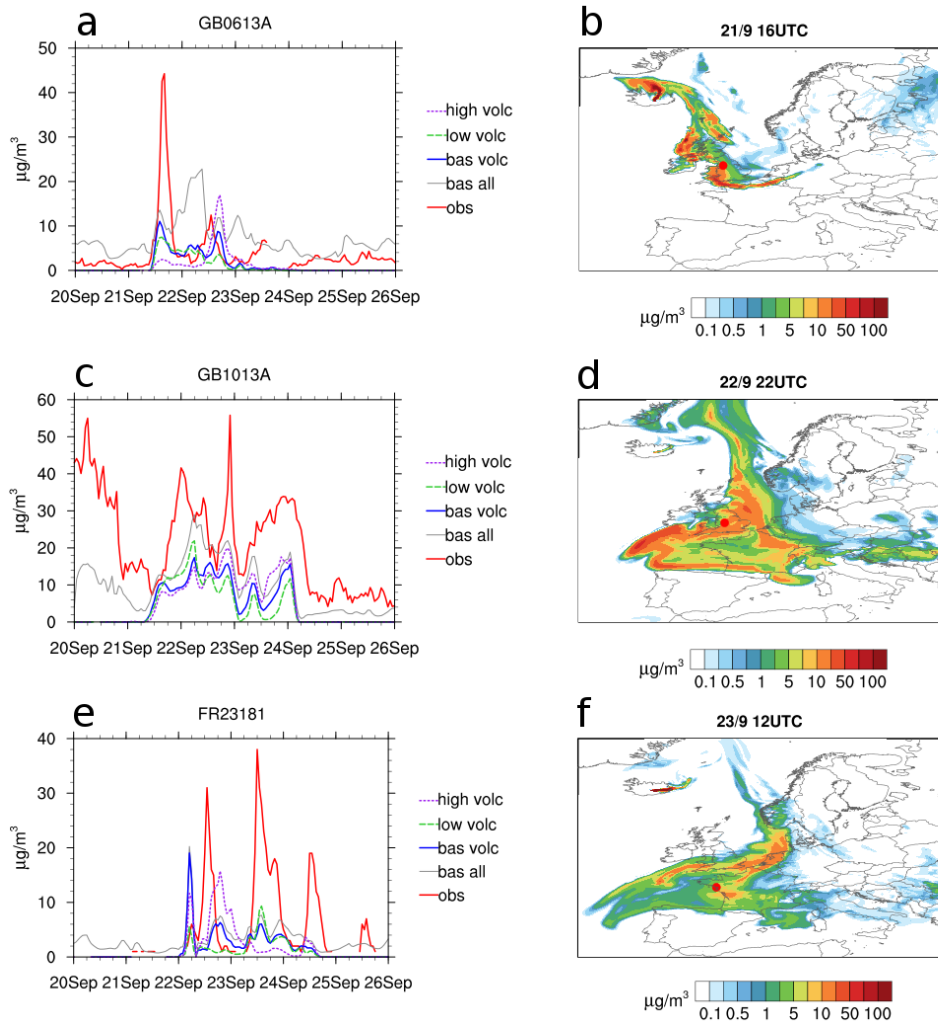 a
GB0613A
50
40
30
20
10
0
µg/m³
20Sep 21Sep 22Sep 23Sep 24Sep 25Sep 26Sep
high volc
low volc
bas volc
bas all
obs
b
21/9 16UTC
µg/m³
0.1 0.5 1 5 10 50 100
c
GB1013A
60
50
40
30
20
10
0
µg/m³
20Sep 21Sep 22Sep 23Sep 24Sep 25Sep 26Sep
high volc
low volc
bas volc
bas all
obs
d
22/9 22UTC
µg/m³
0.1 0.5 1 5 10 50 100
e
FR23181
40
30
20
10
0
µg/m³
20Sep 21Sep 22Sep 23Sep 24Sep 25Sep 26Sep
high volc
low volc
bas volc
bas all
obs
f
23/9 12UTC
µg/m³
0.1 0.5 1 5 10 50 100